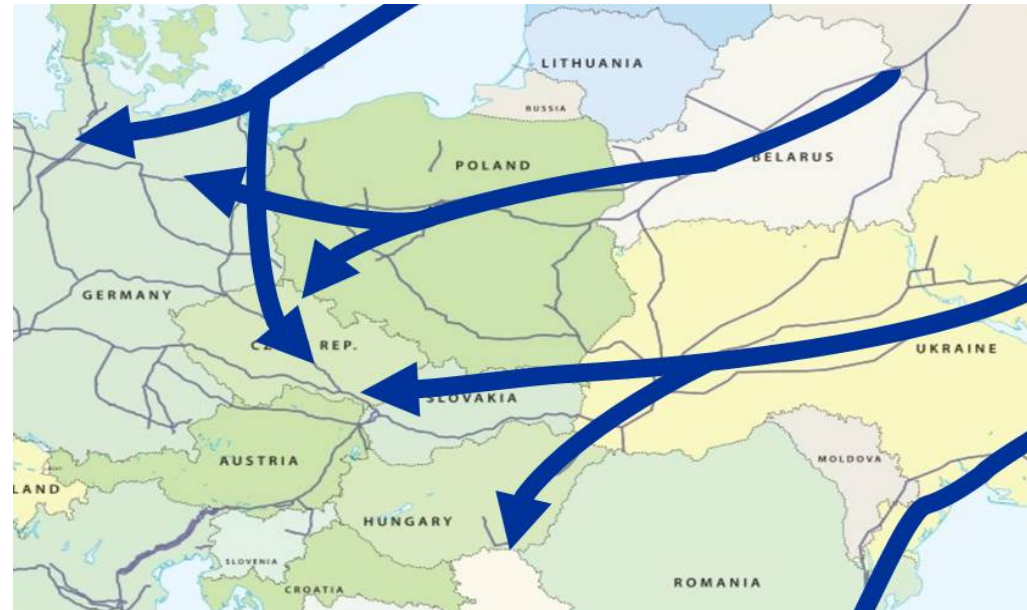 LITHUANIA
RUSSIA
POLAND
BELARUS
GERMANY
REP.
UKRAINE
SLOVAKIA
AUSTRIA
MOLDOVA
LAND
HUNGARY
SLOVENIA
ROMANIA
CROATIA